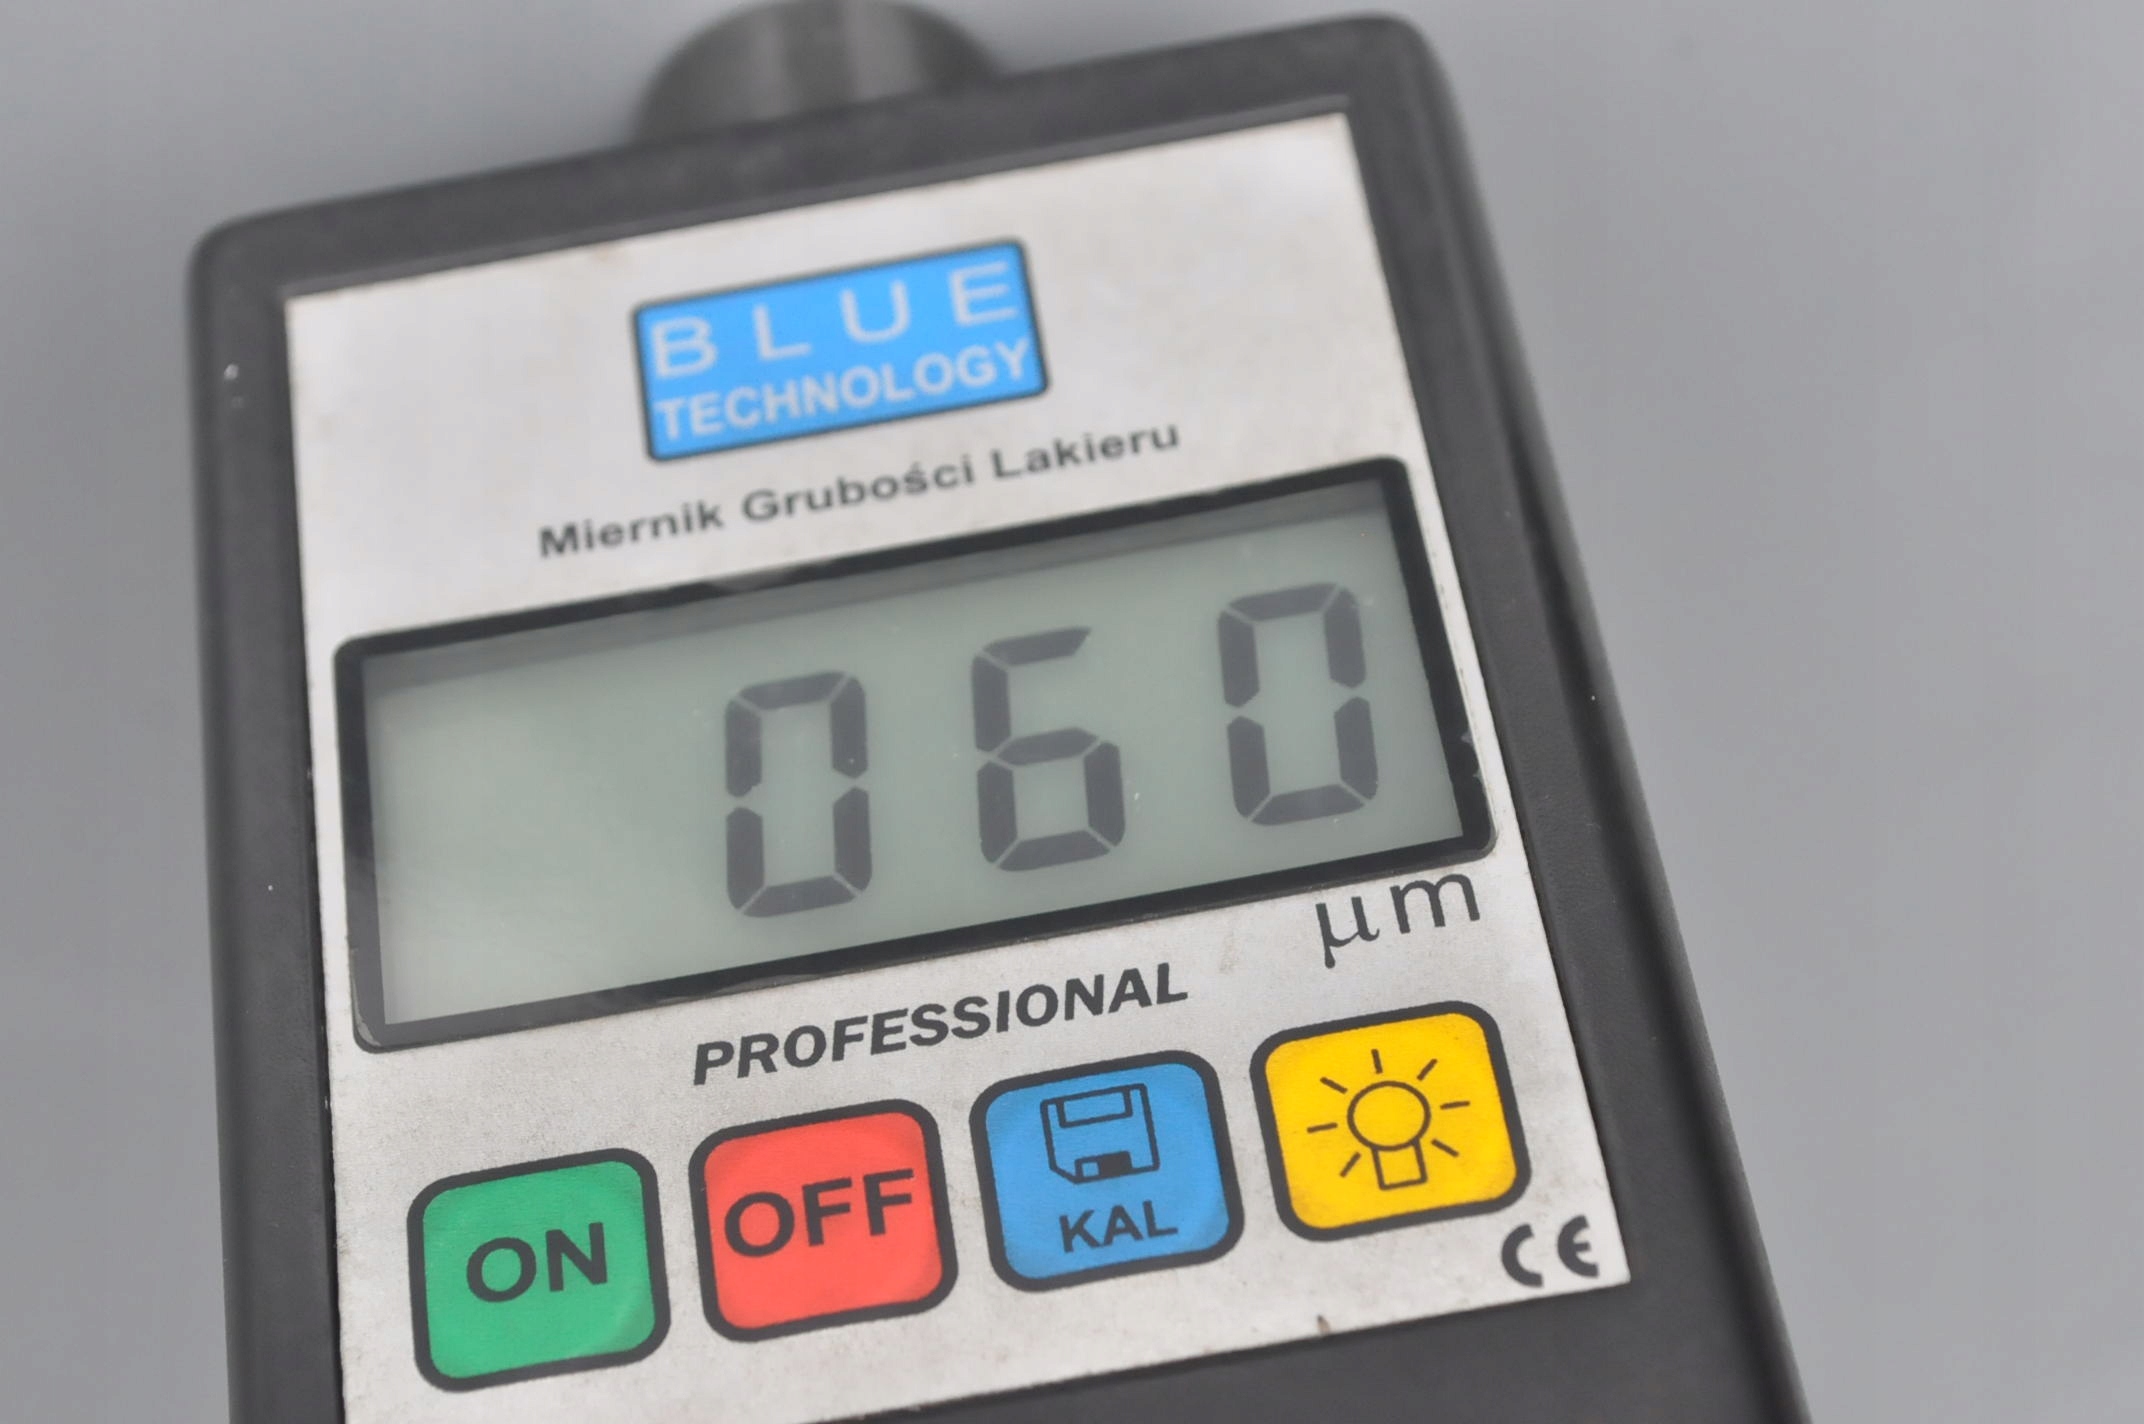 BLUE
TECHNOLOGY
Miernik Grubości Lakieru
060
μm
PROFESSIONAL
ON
OFF
KAL
CE